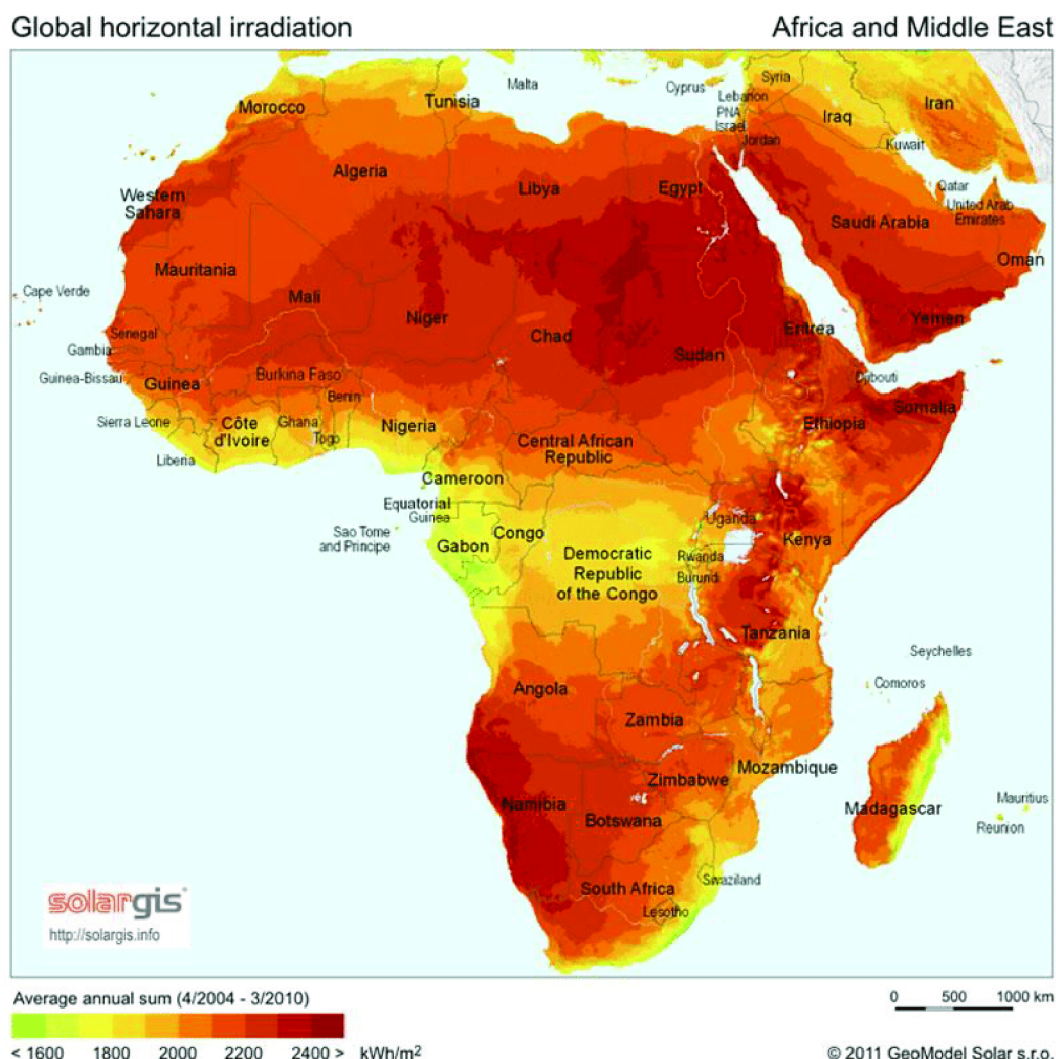 Global horizontal irradiation
Africa and Middle East
Malta
Cyprus
Syria
Lebanon
PNA
Israel
Jordan
Iraq
Iran
Kuwait
Morocco
Tunisia
Algeria
Libya
Egypt
Qatar
United Arab
Emirates
Western
Sahara
Saudi Arabia
Oman
Mauritania
Cape Verde
Mali
Niger
Chad
Sudan
Eritrea
Yemen
Senegal
Gambia
Guinea-Bissau
Guinea
Burkina Faso
Benin
Djibouti
Somalia
Sierra Leone
Côte
d'Ivoire
Ghana
Togo
Nigeria
Ethiopia
Liberia
Central African
Republic
Cameroon
Equatorial
Guinea
Sao Tome
and Principe
Gabon
Congo
Uganda
Kenya
Democratic
Republic
of the Congo
Rwanda
Burundi
Tanzania
Seychelles
Comoros
Angola
Zambia
Mozambique
Zimbabwe
Namibia
Botswana
Madagascar
Mauritius
Reunion
South Africa
Swaziland
Lesotho
solargis
http://solargis.info
Average annual sum (4/2004 - 3/2010)
0 500 1000 km
< 1600 1800 2000 2200 2400 > kWh/m²
© 2011 GeoModel Solar s.r.o.